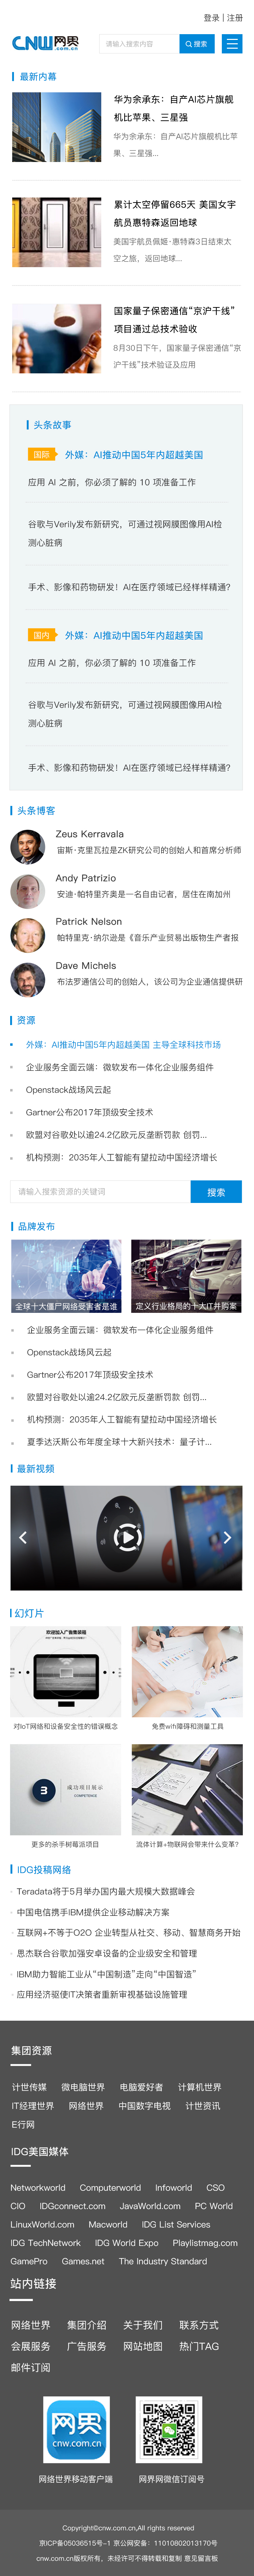 登录 | 注册
CNW网界
.com.cn
请输入搜索内容
搜索
最新内幕
华为余承东：自产AI芯片旗舰
机比苹果、三星强
华为余承东：自产AI芯片旗舰机比苹
果、三星强...
累计太空停留665天 美国女宇
航员惠特森返回地球
美国宇航员佩姬·惠特森3日结束太
空之旅，返回地球...
国家量子保密通信“京沪干线”
项目通过总技术验收
8月30日下午，国家量子保密通信“京
沪干线”技术验证及应用
头条故事
国际 外媒：AI推动中国5年内超越美国
应用 AI 之前，你必须了解的 10 项准备工作
谷歌与Verily发布新研究，可通过视网膜图像用AI检
测心脏病
手术、影像和药物研发！AI在医疗领域已经样样精通?
国内 外媒：AI推动中国5年内超越美国
应用 AI 之前，你必须了解的 10 项准备工作
谷歌与Verily发布新研究，可通过视网膜图像用AI检
测心脏病
手术、影像和药物研发！AI在医疗领域已经样样精通?
头条博客
Zeus Kerravala
宙斯·克里瓦拉是ZK研究公司的创始人和首席分析师
Andy Patrizio
安迪·帕特里齐奥是一名自由记者，居住在南加州
Patrick Nelson
帕特里克·纳尔逊是《音乐产业贸易出版物生产者报
Dave Michels
布法罗通信公司的创始人，该公司为企业通信提供研
资源
外媒：AI推动中国5年内超越美国 主导全球科技市场
企业服务全面云端：微软发布一体化企业服务组件
Openstack战场风云起
Gartner公布2017年顶级安全技术
欧盟对谷歌处以逾24.2亿欧元反垄断罚款 创罚...
机构预测：2035年人工智能有望拉动中国经济增长
请输入搜索资源的关键词
搜索
品牌发布
全球十大僵尸网络受害者是谁
定义行业格局的十大IT并购案
企业服务全面云端：微软发布一体化企业服务组件
Openstack战场风云起
Gartner公布2017年顶级安全技术
欧盟对谷歌处以逾24.2亿欧元反垄断罚款 创罚...
机构预测：2035年人工智能有望拉动中国经济增长
夏季达沃斯公布年度全球十大新兴技术：量子计...
最新视频
幻灯片
欢迎加入广告集装箱
对IoT网络和设备安全性的错误概念
免费wifi障碍和测量工具
3
成功项目展示
COMPETENCE
更多的杀手树莓派项目
流体计算+物联网会带来什么变革?
IDG投稿网络
Teradata将于5月举办国内最大规模大数据峰会
中国电信携手IBM提供企业移动解决方案
互联网+不等于O2O 企业转型从社交、移动、智慧商务开始
思杰联合谷歌加强安卓设备的企业级安全和管理
IBM助力智能工业从“中国制造”走向“中国智造”
应用经济驱使IT决策者重新审视基础设施管理
集团资源
计世传媒 微电脑世界 电脑爱好者 计算机世界
IT经理世界 网络世界 中国数字电视 计世资讯
E行网
IDG美国媒体
Networkworld Computerworld Infoworld CSO
CIO IDGconnect.com JavaWorld.com PC World
LinuxWorld.com Macworld IDG List Services
IDG TechNetwork IDG World Expo Playlistmag.com
GamePro Games.net The Industry Standard
站内链接
网络世界 集团介绍 关于我们 联系方式
会展服务 广告服务 网站地图 热门TAG
邮件订阅
网界
cnw.com.cn
网络世界移动客户端
网界网微信订阅号
Copyright©cnw.com.cn,All rights reserved
京ICP备05036515号-1 京公网安备：11010802013170号
cnw.com.cn版权所有，未经许可不得转载和复制 意见留言板